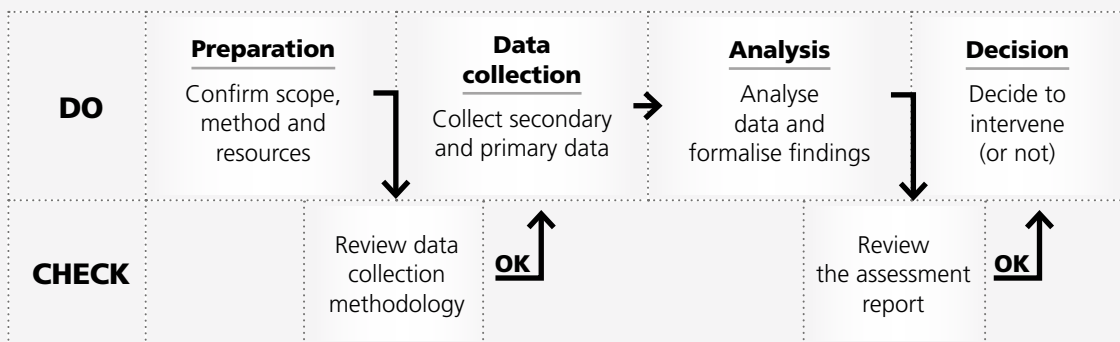 DO
Preparation
Confirm scope,
method and
resources
Data
collection
Collect secondary
and primary data
Analysis
Analyse
data and
formalise findings
Decision
Decide to
intervene
(or not)
CHECK
Review data
collection
methodology
OK
Review
the assessment
report
OK